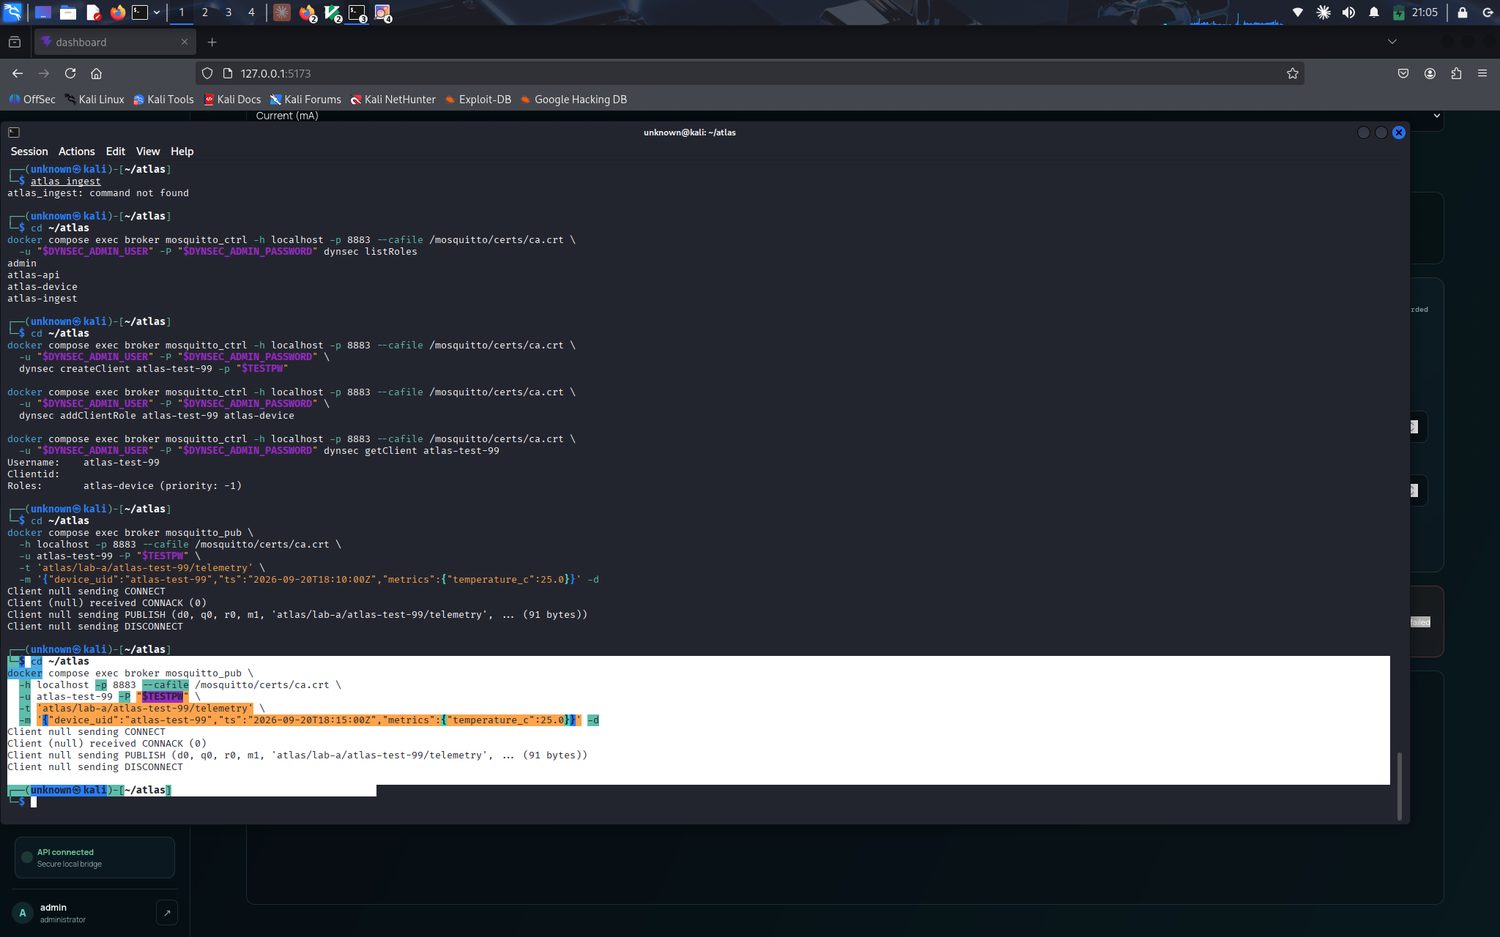 1 2 3 4 2 2 3 4 21:05
dashboard
127.0.0.1:5173
OffSec Kali Linux Kali Tools Kali Docs Kali Forums Kali NetHunter Exploit-DB Google Hacking DB
Current (mA)
unknown@kali: ~/atlas
Session Actions Edit View Help
┌──(unknown㉿kali)-[~/atlas]
└─$ atlas_ingest
atlas_ingest: command not found
┌──(unknown㉿kali)-[~/atlas]
└─$ cd ~/atlas
docker compose exec broker mosquitto_ctrl -h localhost -p 8883 --cafile /mosquitto/certs/ca.crt \
-u "$DYNSEC_ADMIN_USER" -P "$DYNSEC_ADMIN_PASSWORD" dynsec listRoles
admin
atlas-api
atlas-device
atlas-ingest
┌──(unknown㉿kali)-[~/atlas]
└─$ cd ~/atlas
docker compose exec broker mosquitto_ctrl -h localhost -p 8883 --cafile /mosquitto/certs/ca.crt \
-u "$DYNSEC_ADMIN_USER" -P "$DYNSEC_ADMIN_PASSWORD" \
dynsec createClient atlas-test-99 -p "$TESTPW"
docker compose exec broker mosquitto_ctrl -h localhost -p 8883 --cafile /mosquitto/certs/ca.crt \
-u "$DYNSEC_ADMIN_USER" -P "$DYNSEC_ADMIN_PASSWORD" \
dynsec addClientRole atlas-test-99 atlas-device
docker compose exec broker mosquitto_ctrl -h localhost -p 8883 --cafile /mosquitto/certs/ca.crt \
-u "$DYNSEC_ADMIN_USER" -P "$DYNSEC_ADMIN_PASSWORD" dynsec getClient atlas-test-99
Username: atlas-test-99
Clientid:
Roles: atlas-device (priority: -1)
┌──(unknown㉿kali)-[~/atlas]
└─$ cd ~/atlas
docker compose exec broker mosquitto_pub \
-h localhost -p 8883 --cafile /mosquitto/certs/ca.crt \
-u atlas-test-99 -P "$TESTPW" \
-t 'atlas/lab-a/atlas-test-99/telemetry' \
-m '{"device_uid":"atlas-test-99","ts":"2026-09-20T18:10:00Z","metrics":{"temperature_c":25.0}}' -d
Client null sending CONNECT
Client (null) received CONNACK (0)
Client null sending PUBLISH (d0, q0, r0, m1, 'atlas/lab-a/atlas-test-99/telemetry', ... (91 bytes))
Client null sending DISCONNECT
┌──(unknown㉿kali)-[~/atlas]
└─$ cd ~/atlas
docker compose exec broker mosquitto_pub \
-h localhost -p 8883 --cafile /mosquitto/certs/ca.crt \
-u atlas-test-99 -P "$TESTPW" \
-t 'atlas/lab-a/atlas-test-99/telemetry' \
-m '{"device_uid":"atlas-test-99","ts":"2026-09-20T18:15:00Z","metrics":{"temperature_c":25.0}}' -d
Client null sending CONNECT
Client (null) received CONNACK (0)
Client null sending PUBLISH (d0, q0, r0, m1, 'atlas/lab-a/atlas-test-99/telemetry', ... (91 bytes))
Client null sending DISCONNECT
┌──(unknown㉿kali)-[~/atlas]
└─$
rded
failed
API connected
Secure local bridge
A admin
administrator